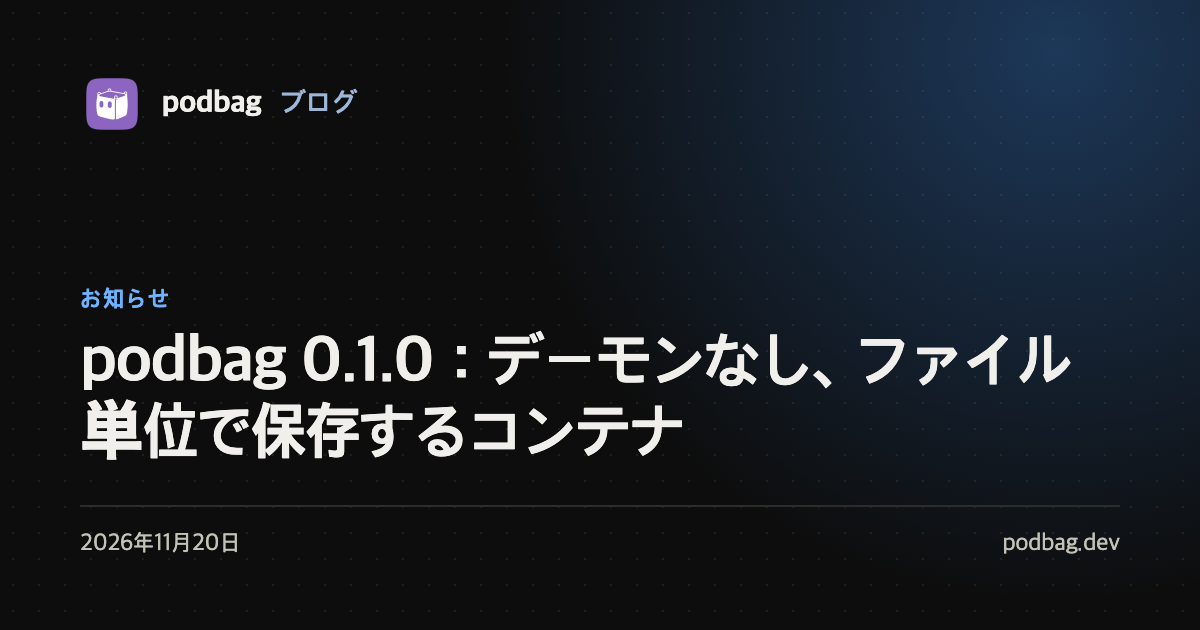 podbag ブログ
お知らせ
podbag 0.1.0：デーモンなし、ファイル
単位で保存するコンテナ
2026年11月20日
podbag.dev